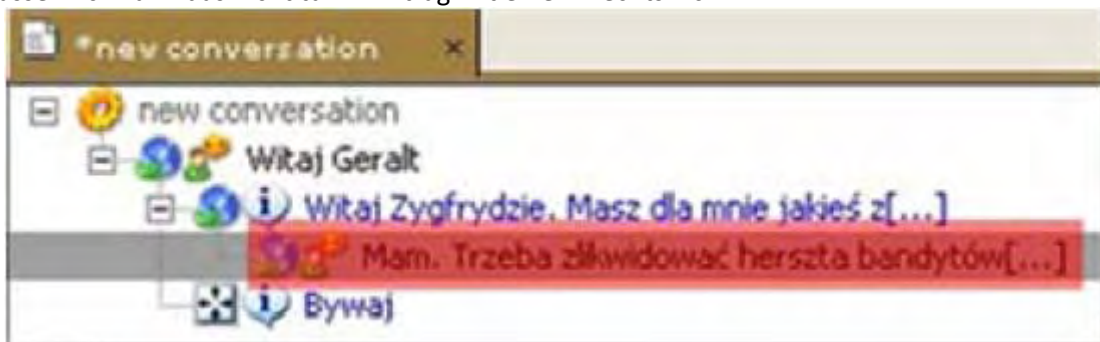 *new conversation
new conversation
Witaj Geralt
Witaj Zygfrydzie. Masz dla mnie jakieś z[...]
Mam. Trzeba zlikwidować herszta bandytów[...]
Bywaj